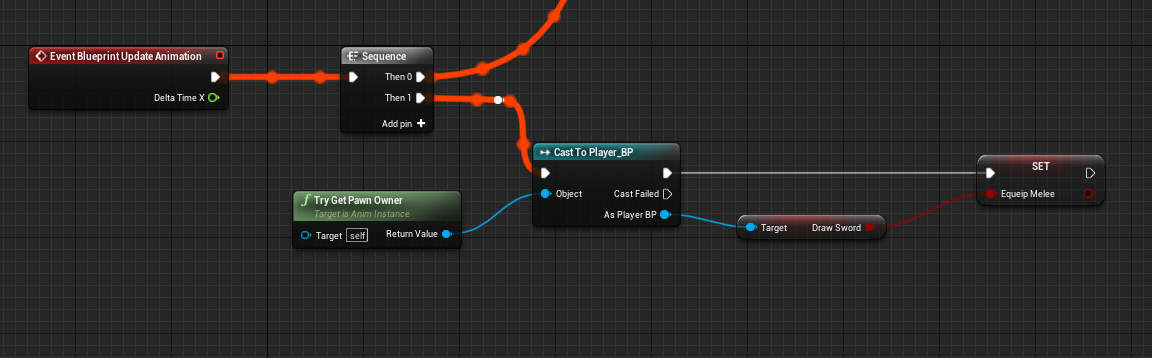 Event Blueprint Update Animation
Delta Time X
Sequence
Then 0
Then 1
Add pin
Cast To Player_BP
Object
Cast Failed
As Player BP
Try Get Pawn Owner
Target is Anim Instance
Target self
Return Value
Target
Draw Sword
SET
Equeip Melee